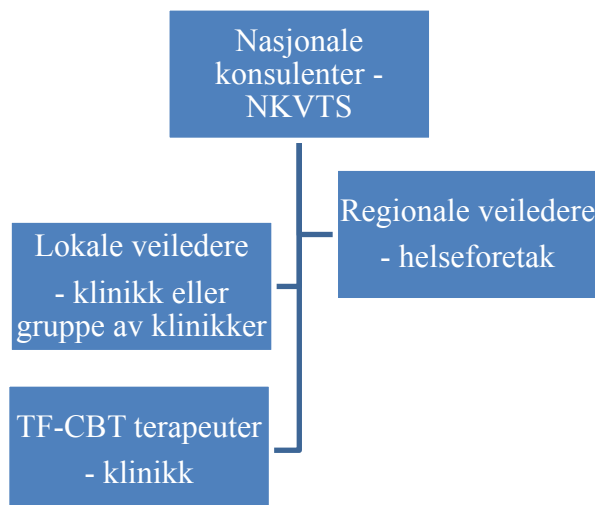 Nasjonale
konsulenter -
NKVTS
Regionale veiledere
- helseforetak
Lokale veiledere
- klinikk eller
gruppe av klinikker
TF-CBT terapeuter
- klinikk